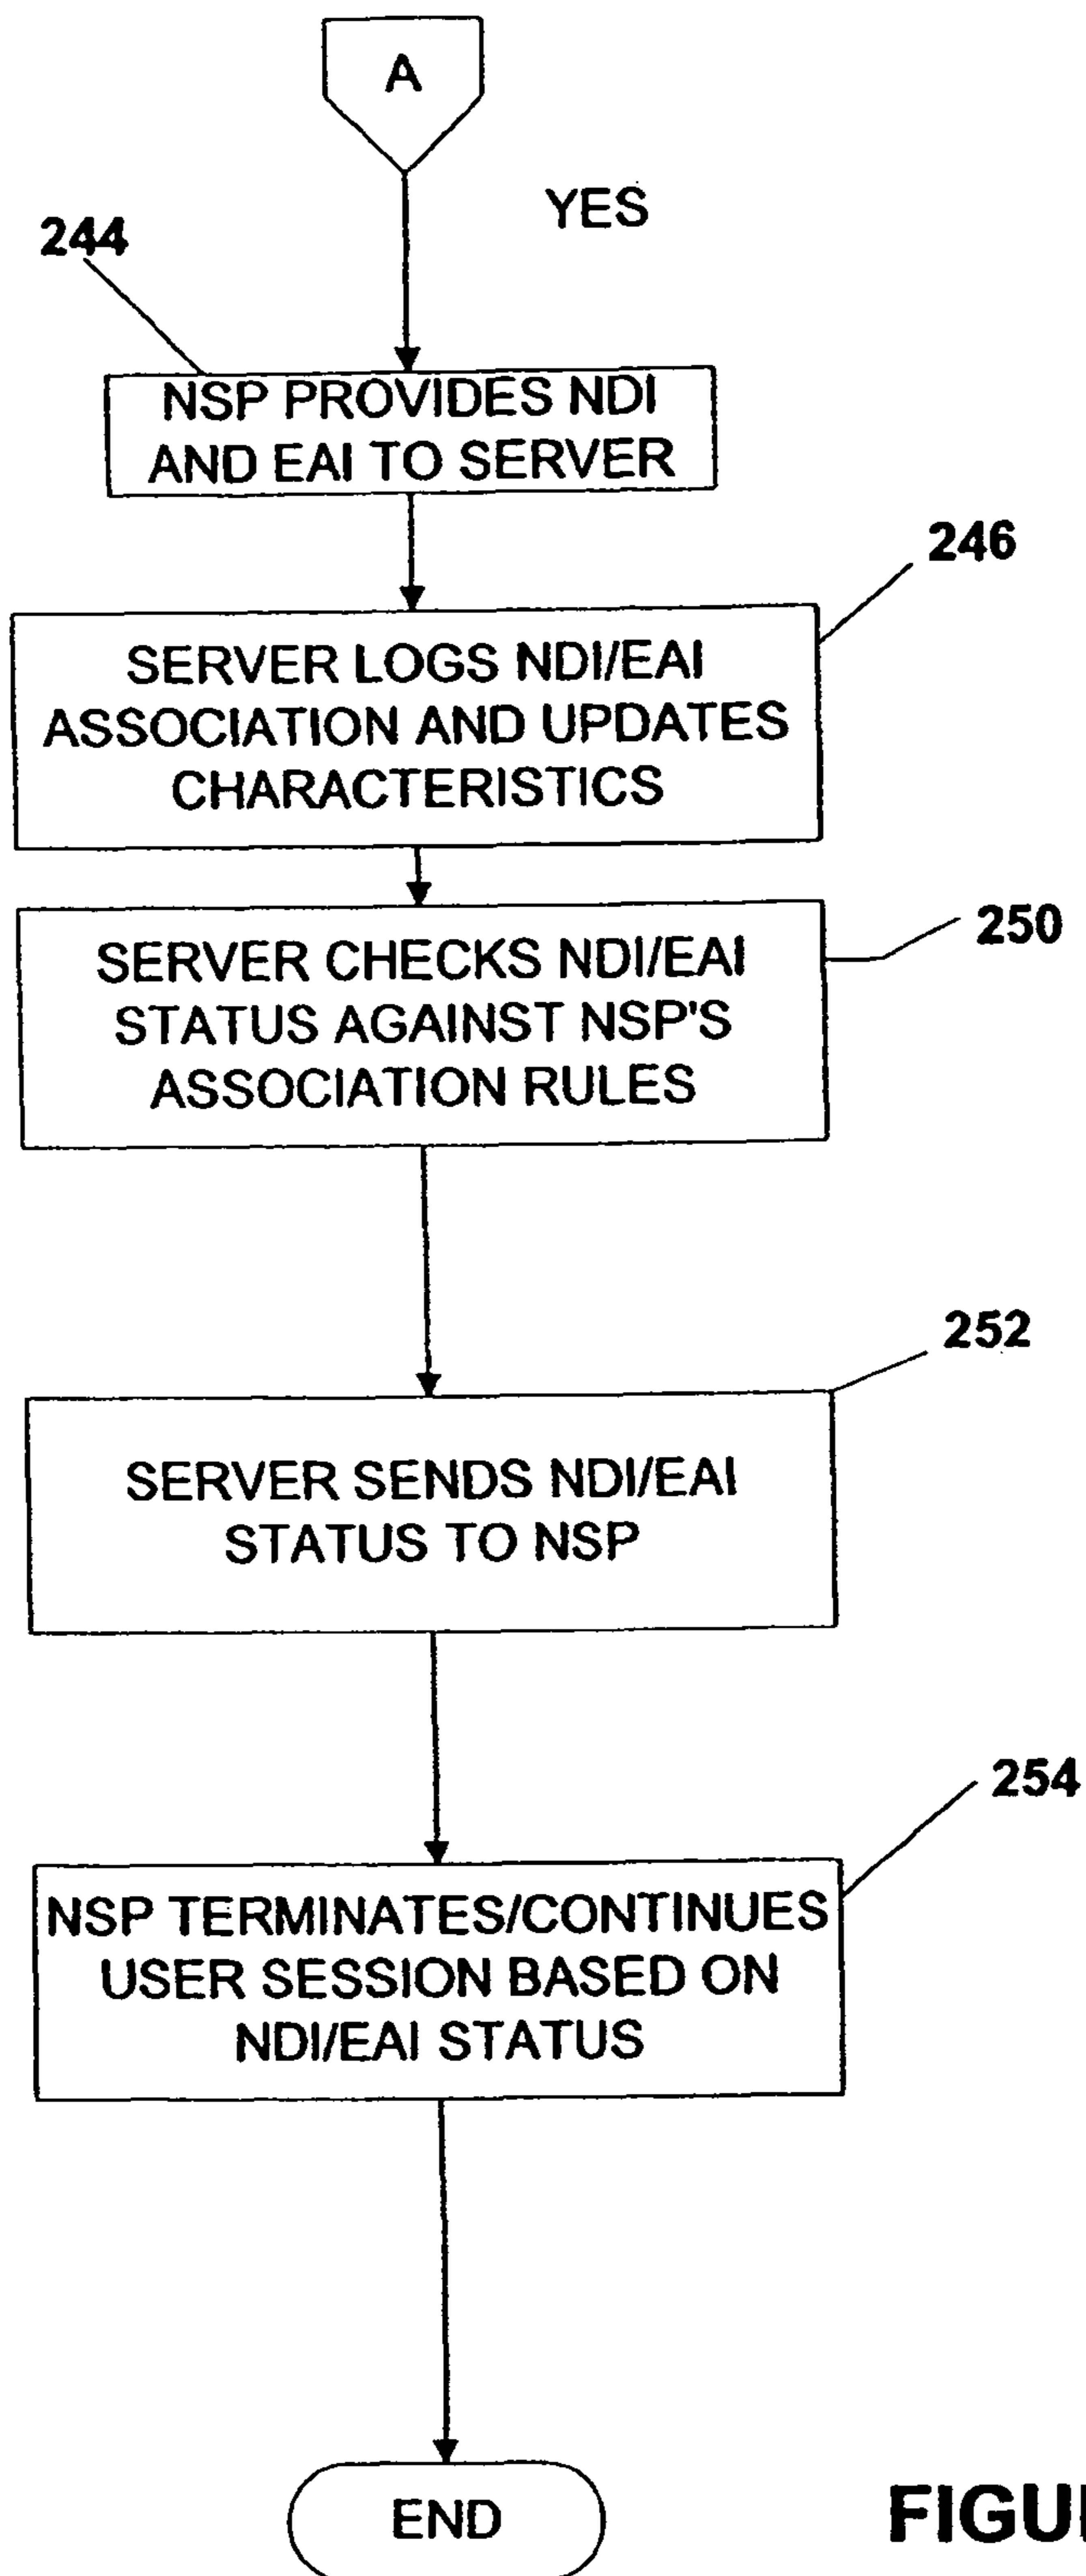 A
YES
244
NSP PROVIDES NDI
AND EAI TO SERVER
246
SERVER LOGS NDI/EAI
ASSOCIATION AND UPDATES
CHARACTERISTICS
250
SERVER CHECKS NDI/EAI
STATUS AGAINST NSP'S
ASSOCIATION RULES
252
SERVER SENDS NDI/EAI
STATUS TO NSP
254
NSP TERMINATES/CONTINUES
USER SESSION BASED ON
NDI/EAI STATUS
END